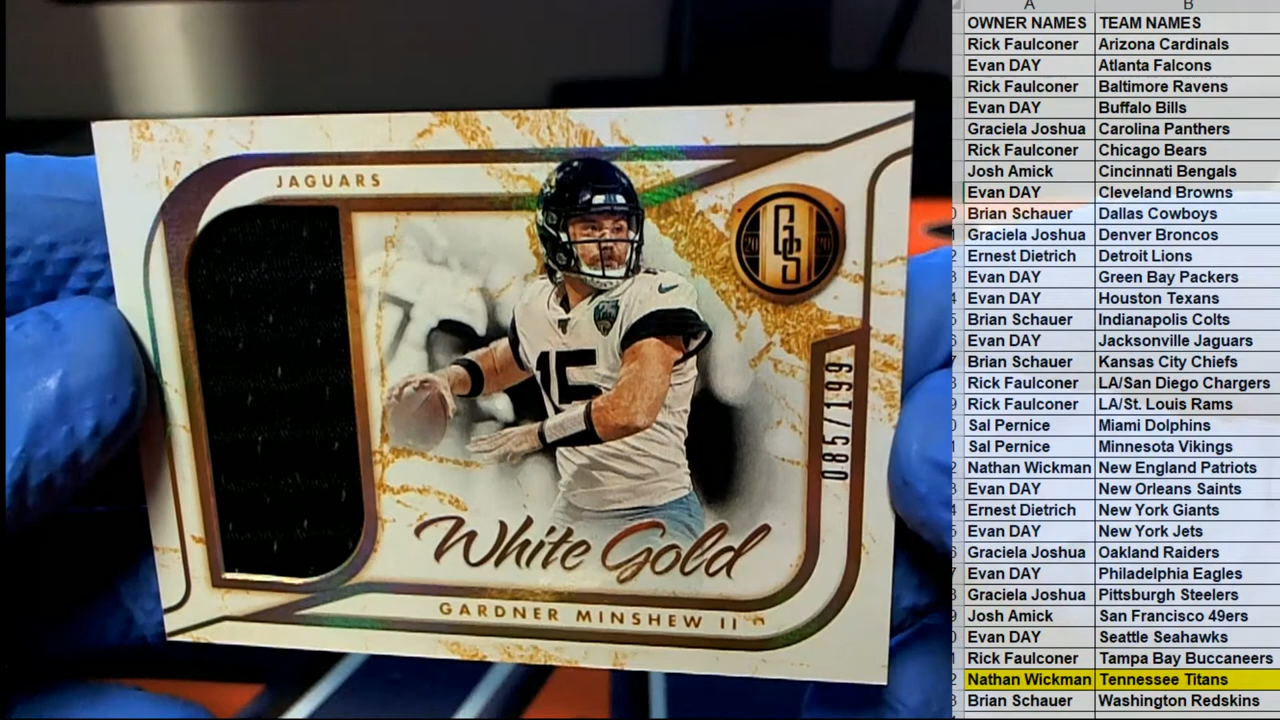 JAGUARS
GS
20 20
15
085/199
White Gold
GARDNER MINSHEW II
A B
OWNER NAMES TEAM NAMES
Rick Faulconer Arizona Cardinals
Evan DAY Atlanta Falcons
Rick Faulconer Baltimore Ravens
Evan DAY Buffalo Bills
Graciela Joshua Carolina Panthers
Rick Faulconer Chicago Bears
Josh Amick Cincinnati Bengals
Evan DAY Cleveland Browns
Brian Schauer Dallas Cowboys
Graciela Joshua Denver Broncos
Ernest Dietrich Detroit Lions
Evan DAY Green Bay Packers
Evan DAY Houston Texans
Brian Schauer Indianapolis Colts
Evan DAY Jacksonville Jaguars
Brian Schauer Kansas City Chiefs
Rick Faulconer LA/San Diego Chargers
Rick Faulconer LA/St. Louis Rams
Sal Pernice Miami Dolphins
Sal Pernice Minnesota Vikings
Nathan Wickman New England Patriots
Evan DAY New Orleans Saints
Ernest Dietrich New York Giants
Evan DAY New York Jets
Graciela Joshua Oakland Raiders
Evan DAY Philadelphia Eagles
Graciela Joshua Pittsburgh Steelers
Josh Amick San Francisco 49ers
Evan DAY Seattle Seahawks
Rick Faulconer Tampa Bay Buccaneers
Nathan Wickman Tennessee Titans
Brian Schauer Washington Redskins